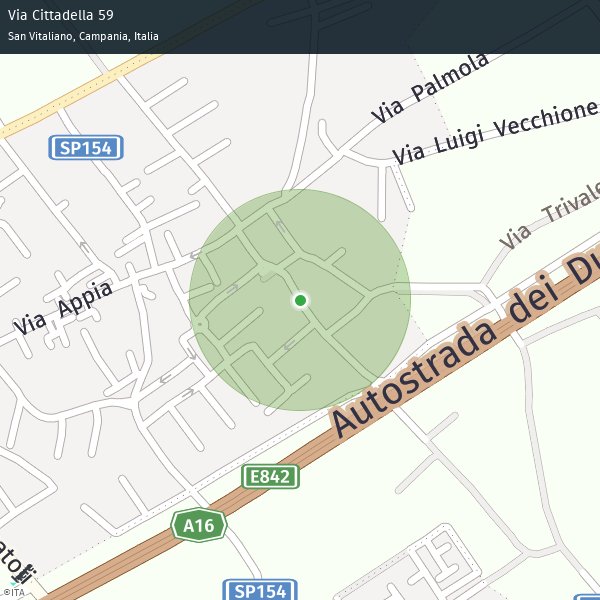 Via Cittadella 59
San Vitaliano, Campania, Italia
Via Palmola
Via Luigi Vecchione
SP154
Via Trivale
Via Appia
Autostrada dei Du
E842
A16
SP154
©ITA